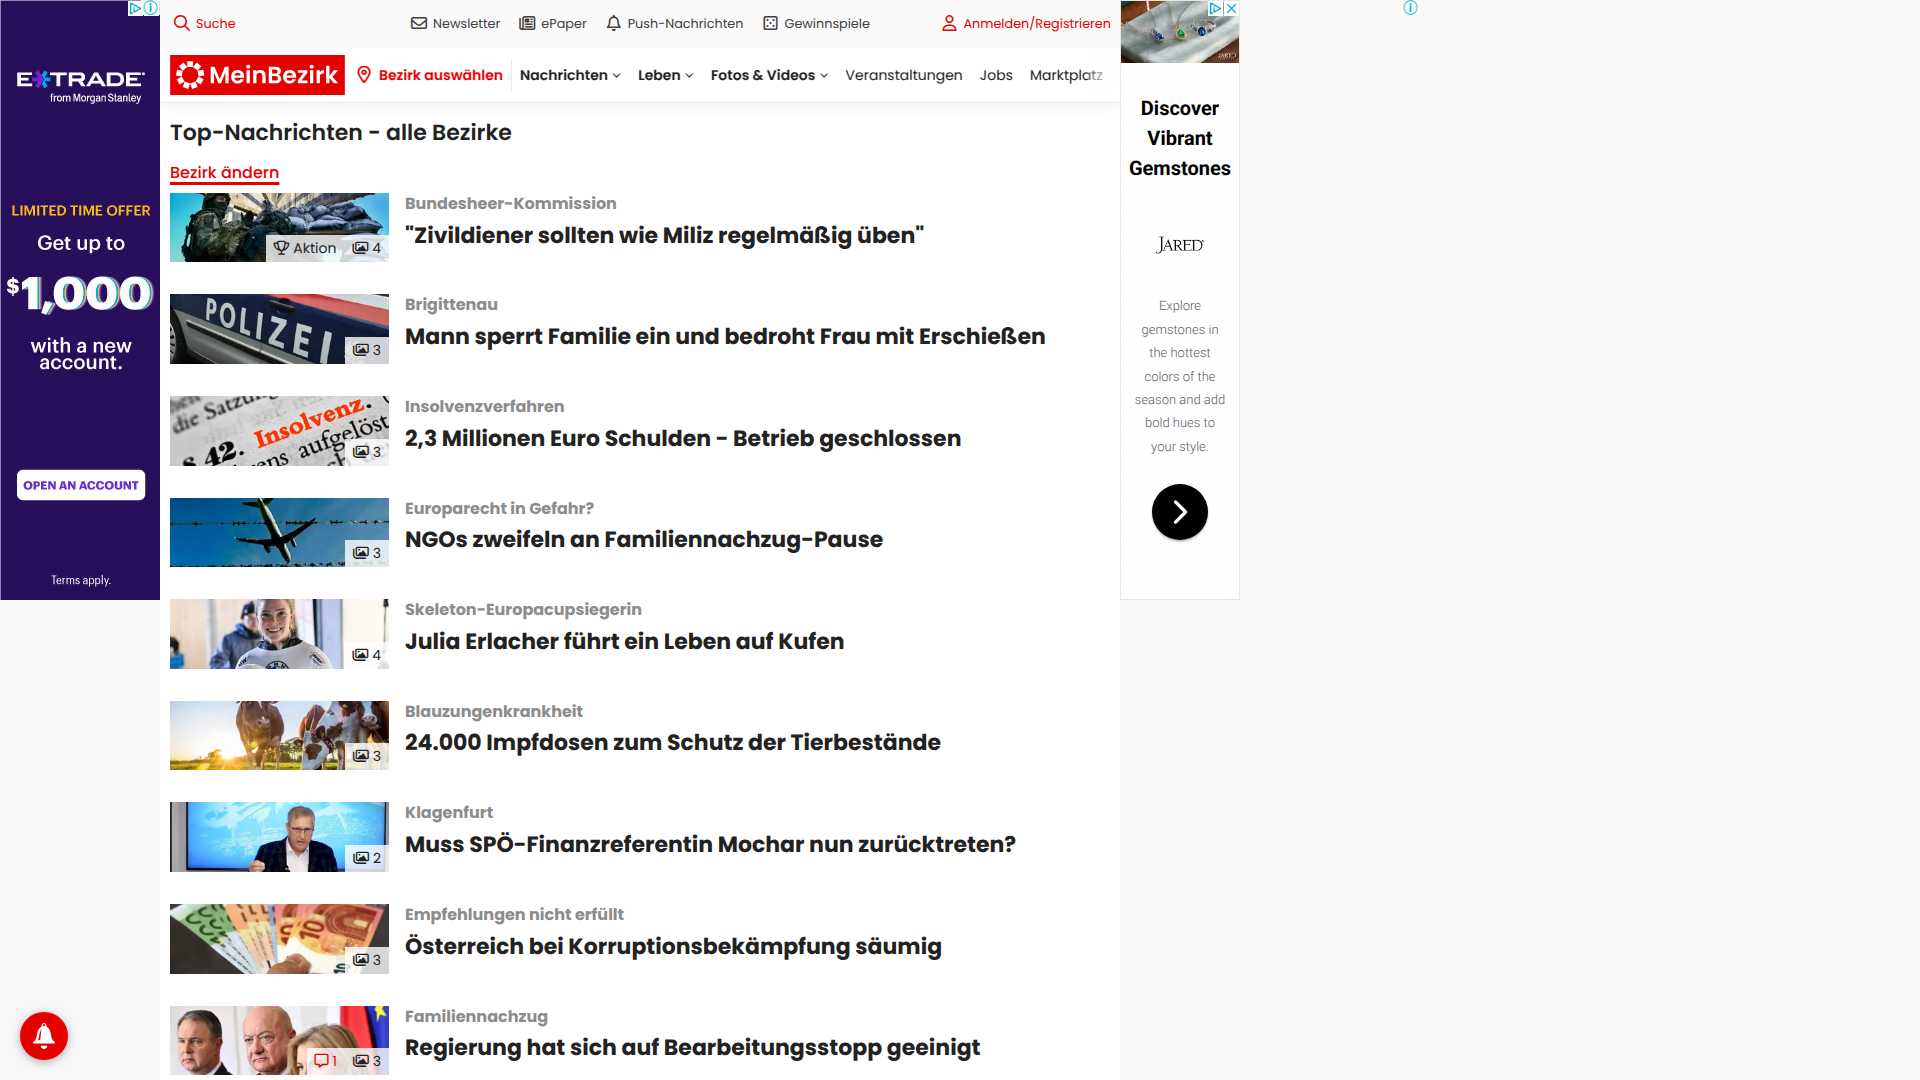 Suche
Newsletter
ePaper
Push-Nachrichten
Gewinnspiele
Anmelden/Registrieren
MeinBezirk
Bezirk auswählen
Nachrichten
Leben
Fotos & Videos
Veranstaltungen
Jobs
Marktplatz
E*TRADE
from Morgan Stanley
LIMITED TIME OFFER
Get up to
$1,000
with a new
account.
OPEN AN ACCOUNT
Terms apply.
Top-Nachrichten - alle Bezirke
Bezirk ändern
Aktion 4
Bundesheer-Kommission
"Zivildiener sollten wie Miliz regelmäßig üben"
POLIZEI
3
Brigittenau
Mann sperrt Familie ein und bedroht Frau mit Erschießen
die Satzung
Insolvenz.
§ 42.
aufgelöst
3
Insolvenzverfahren
2,3 Millionen Euro Schulden - Betrieb geschlossen
3
Europarecht in Gefahr?
NGOs zweifeln an Familiennachzug-Pause
4
Skeleton-Europacupsiegerin
Julia Erlacher führt ein Leben auf Kufen
3
Blauzungenkrankheit
24.000 Impfdosen zum Schutz der Tierbestände
2
Klagenfurt
Muss SPÖ-Finanzreferentin Mochar nun zurücktreten?
10
3
Empfehlungen nicht erfüllt
Österreich bei Korruptionsbekämpfung säumig
1 3
Familiennachzug
Regierung hat sich auf Bearbeitungsstopp geeinigt
Discover
Vibrant
Gemstones
JARED
Explore
gemstones in
the hottest
colors of the
season and add
bold hues to
your style.